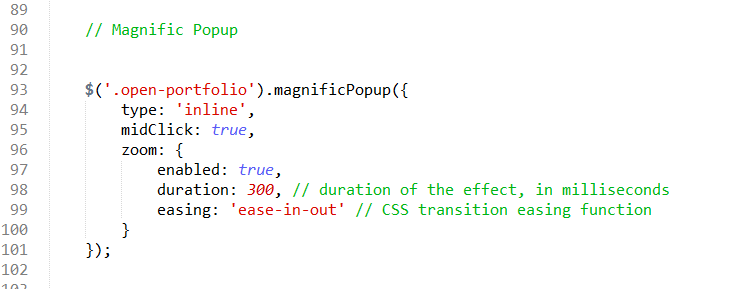 89
90 // Magnific Popup
91
92
93 $('.open-portfolio').magnificPopup({
94 type: 'inline',
95 midClick: true,
96 zoom: {
97 enabled: true,
98 duration: 300, // duration of the effect, in milliseconds
99 easing: 'ease-in-out' // CSS transition easing function
100 }
101 });
102